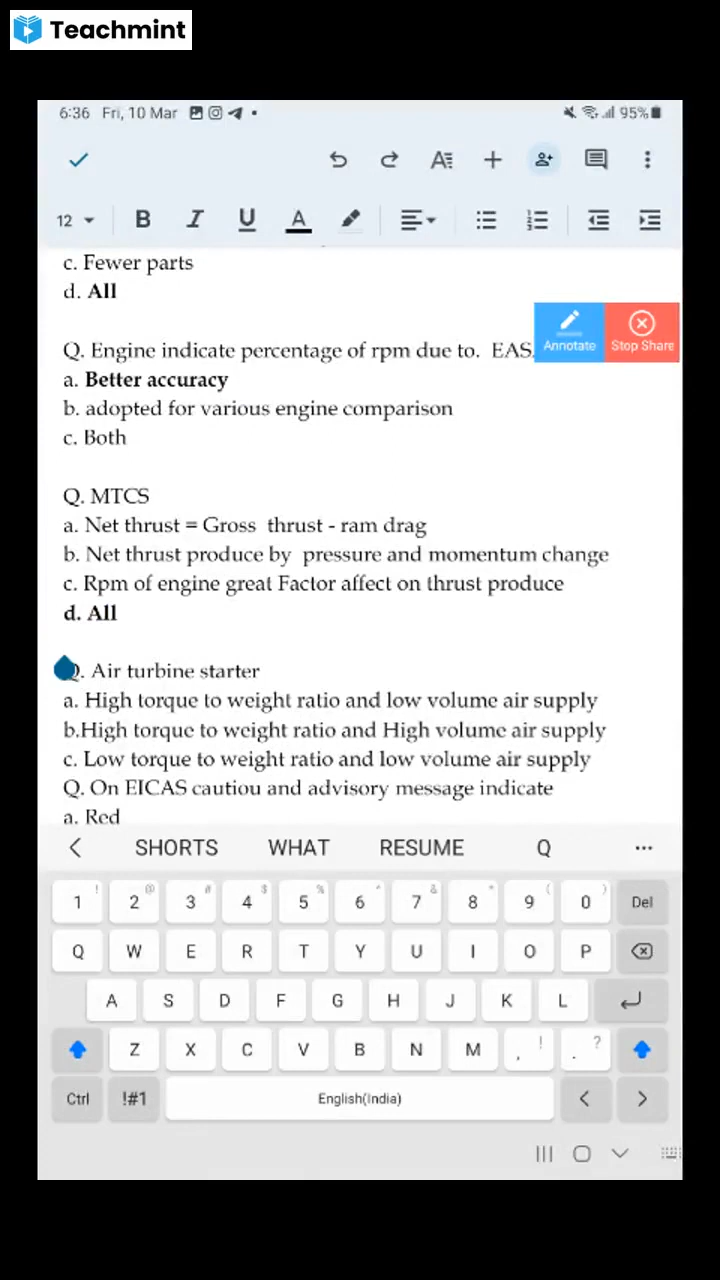 Teachmint
6:36 Fri, 10 Mar
95%
12 B I U A
c. Fewer parts
d. All
Annotate
Stop Share
Q. Engine indicate percentage of rpm due to. EAS
a. Better accuracy
b. adopted for various engine comparison
c. Both
Q. MTCS
a. Net thrust = Gross thrust - ram drag
b. Net thrust produce by pressure and momentum change
c. Rpm of engine great Factor affect on thrust produce
d. All
Q. Air turbine starter
a. High torque to weight ratio and low volume air supply
b.High torque to weight ratio and High volume air supply
c. Low torque to weight ratio and low volume air supply
Q. On EICAS cautiou and advisory message indicate
a. Red
SHORTS WHAT RESUME Q ...
! @ # $ % ^ & * ( )
1 2 3 4 5 6 7 8 9 0 Del
Q W E R T Y U I O P
A S D F G H J K L
Z X C V B N M , ! . ?
Ctrl !#1 English(India) < >